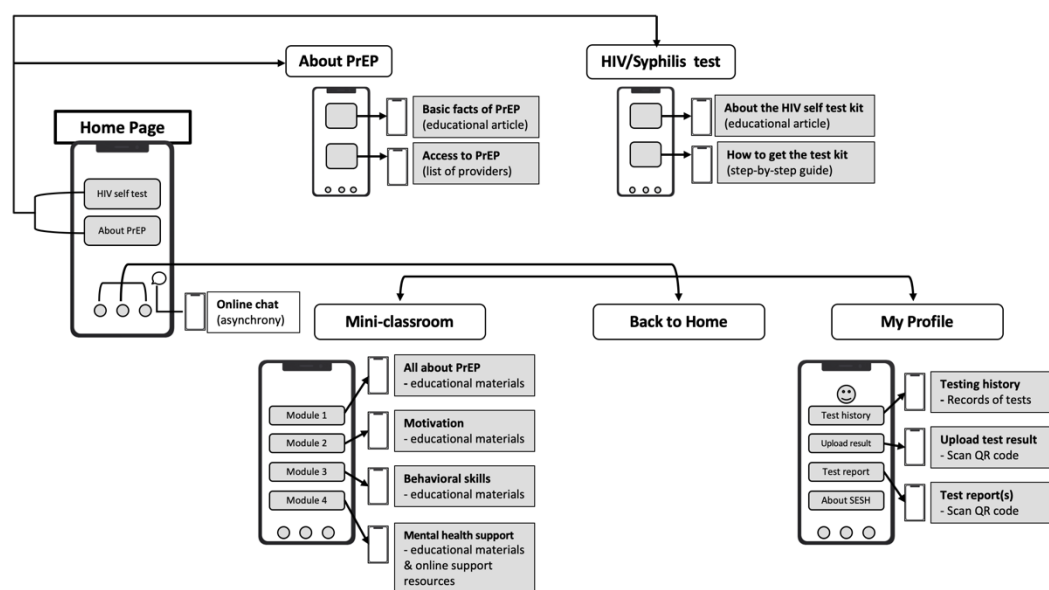 About PrEP
HIV/Syphilis test
Basic facts of PrEP
(educational article)
Access to PrEP
(list of providers)
About the HIV self test kit
(educational article)
How to get the test kit
(step-by-step guide)
Home Page
HIV self test
About PrEP
Online chat
(asynchrony)
Mini-classroom
Back to Home
My Profile
Module 1
Module 2
Module 3
Module 4
All about PrEP
- educational materials
Motivation
- educational materials
Behavioral skills
- educational materials
Mental health support
- educational materials
& online support
resources
Test history
Upload result
Test report
About SESH
Testing history
- Records of tests
Upload test result
- Scan QR code
Test report(s)
- Scan QR code